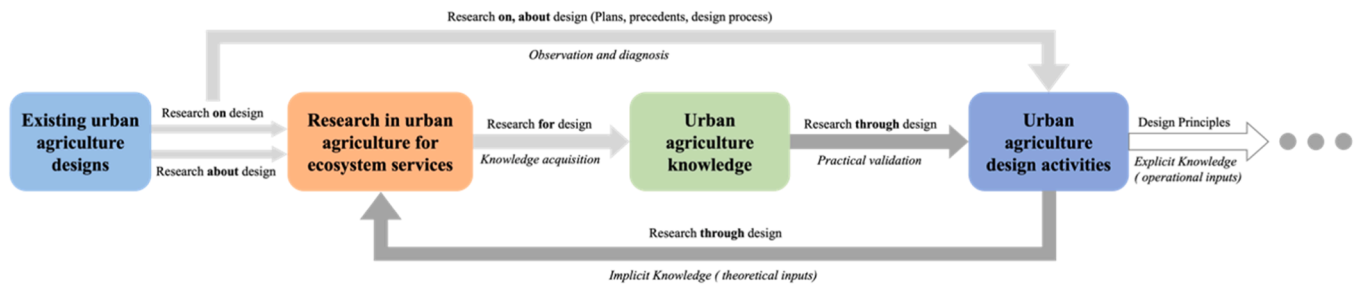 Research on, about design (Plans, precedents, design process)
Observation and diagnosis
Existing urban
agriculture
designs
Research on design
Research about design
Research in urban
agriculture for
ecosystem services
Research for design
Knowledge acquisition
Urban
agriculture
knowledge
Research through design
Practical validation
Urban
agriculture
design activities
Design Principles
Explicit Knowledge
( operational inputs)
Research through design
Implicit Knowledge ( theoretical inputs)